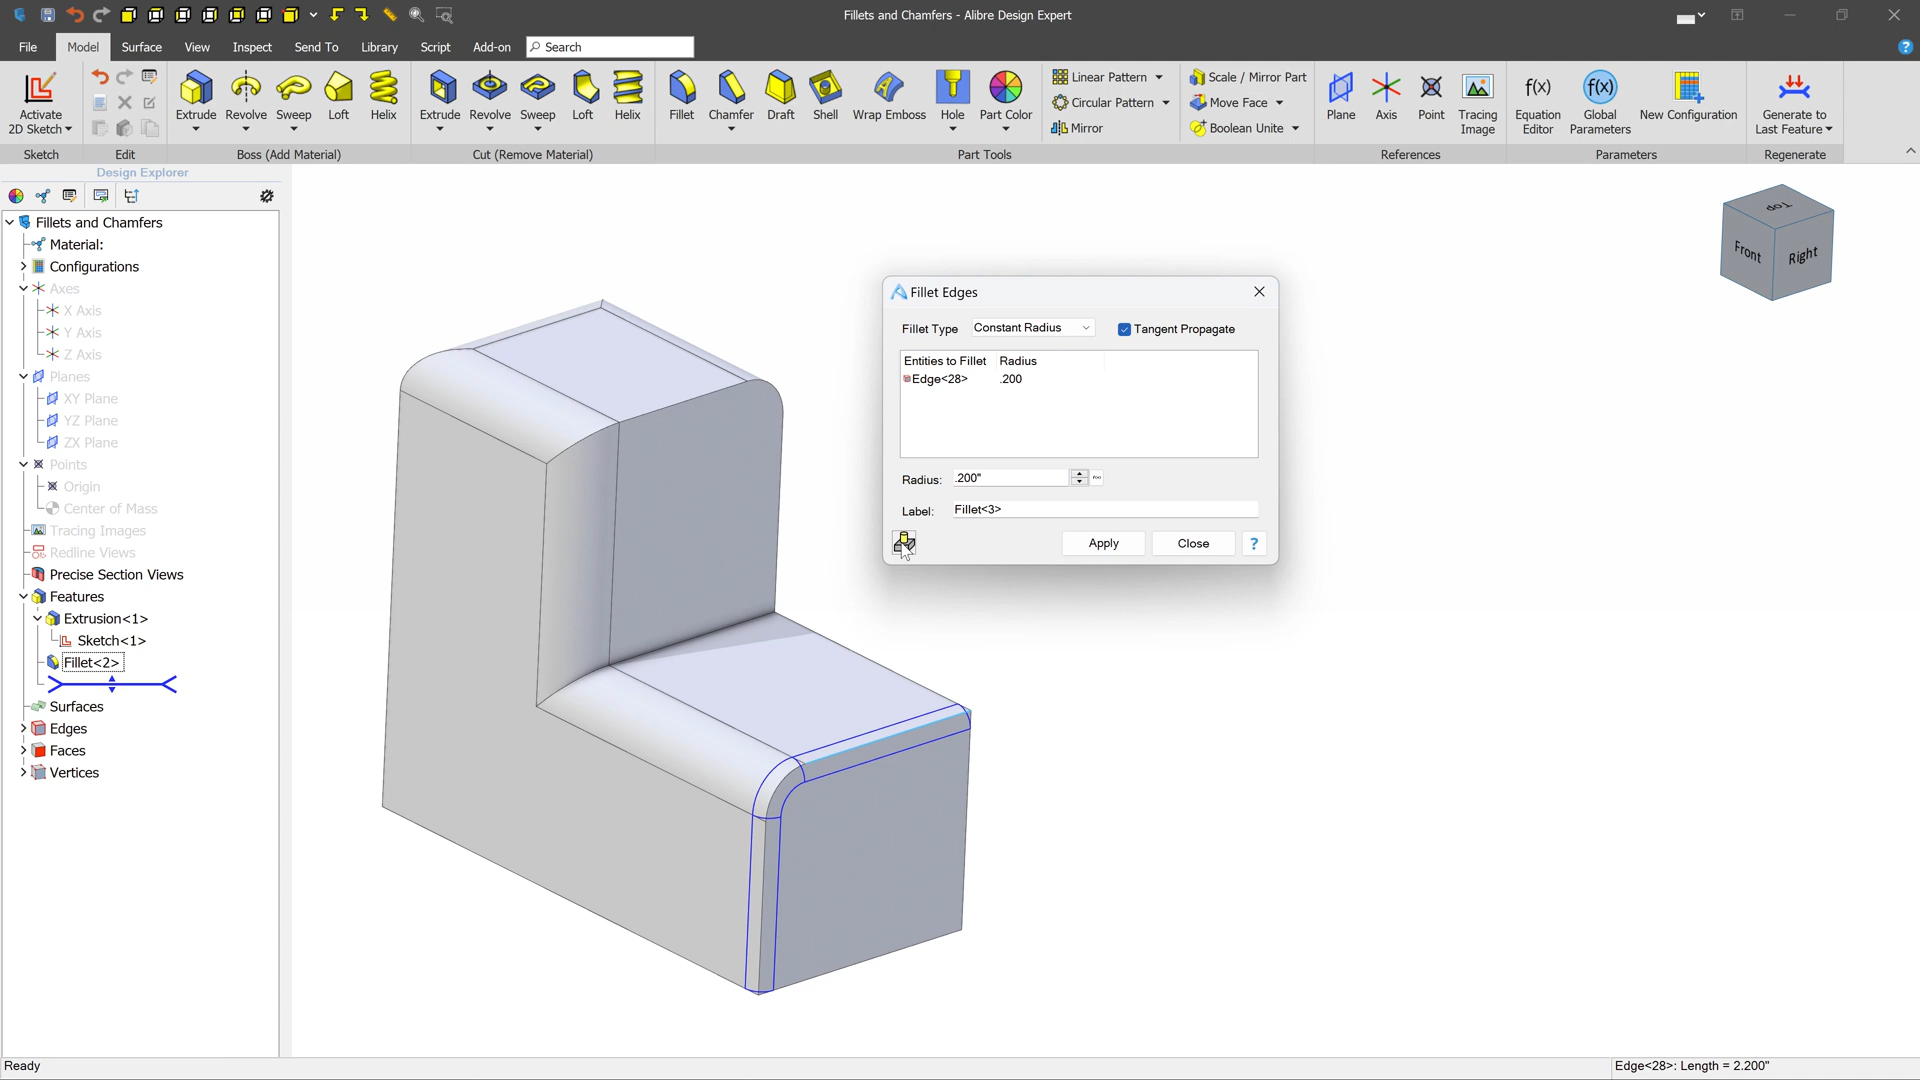 Fillets and Chamfers - Alibre Design Expert
File Model Surface View Inspect Send To Library Script Add-on Search
Activate 2D Sketch
Extrude Revolve Sweep Loft Helix
Extrude Revolve Sweep Loft Helix
Fillet Chamfer Draft Shell Wrap Emboss Hole Part Color
Linear Pattern
Circular Pattern
Mirror
Scale / Mirror Part
Move Face
Boolean Unite
Plane Axis Point Tracing Image
f(x) Equation Editor
f(x) Global Parameters
New Configuration
Generate to Last Feature
Sketch Edit Boss (Add Material) Cut (Remove Material) Part Tools References Parameters Regenerate
Design Explorer
Fillets and Chamfers
Material:
Configurations
Axes
X Axis
Y Axis
Z Axis
Planes
XY Plane
YZ Plane
ZX Plane
Points
Origin
Center of Mass
Tracing Images
Redline Views
Precise Section Views
Features
Extrusion<1>
Sketch<1>
Fillet<2>
Surfaces
Edges
Faces
Vertices
Top
Front
Right
Fillet Edges
Fillet Type Constant Radius Tangent Propagate
Entities to Fillet Radius
Edge<28> .200
Radius: .200"
Label: Fillet<3>
Apply Close ?
Ready
Edge<28>: Length = 2.200"